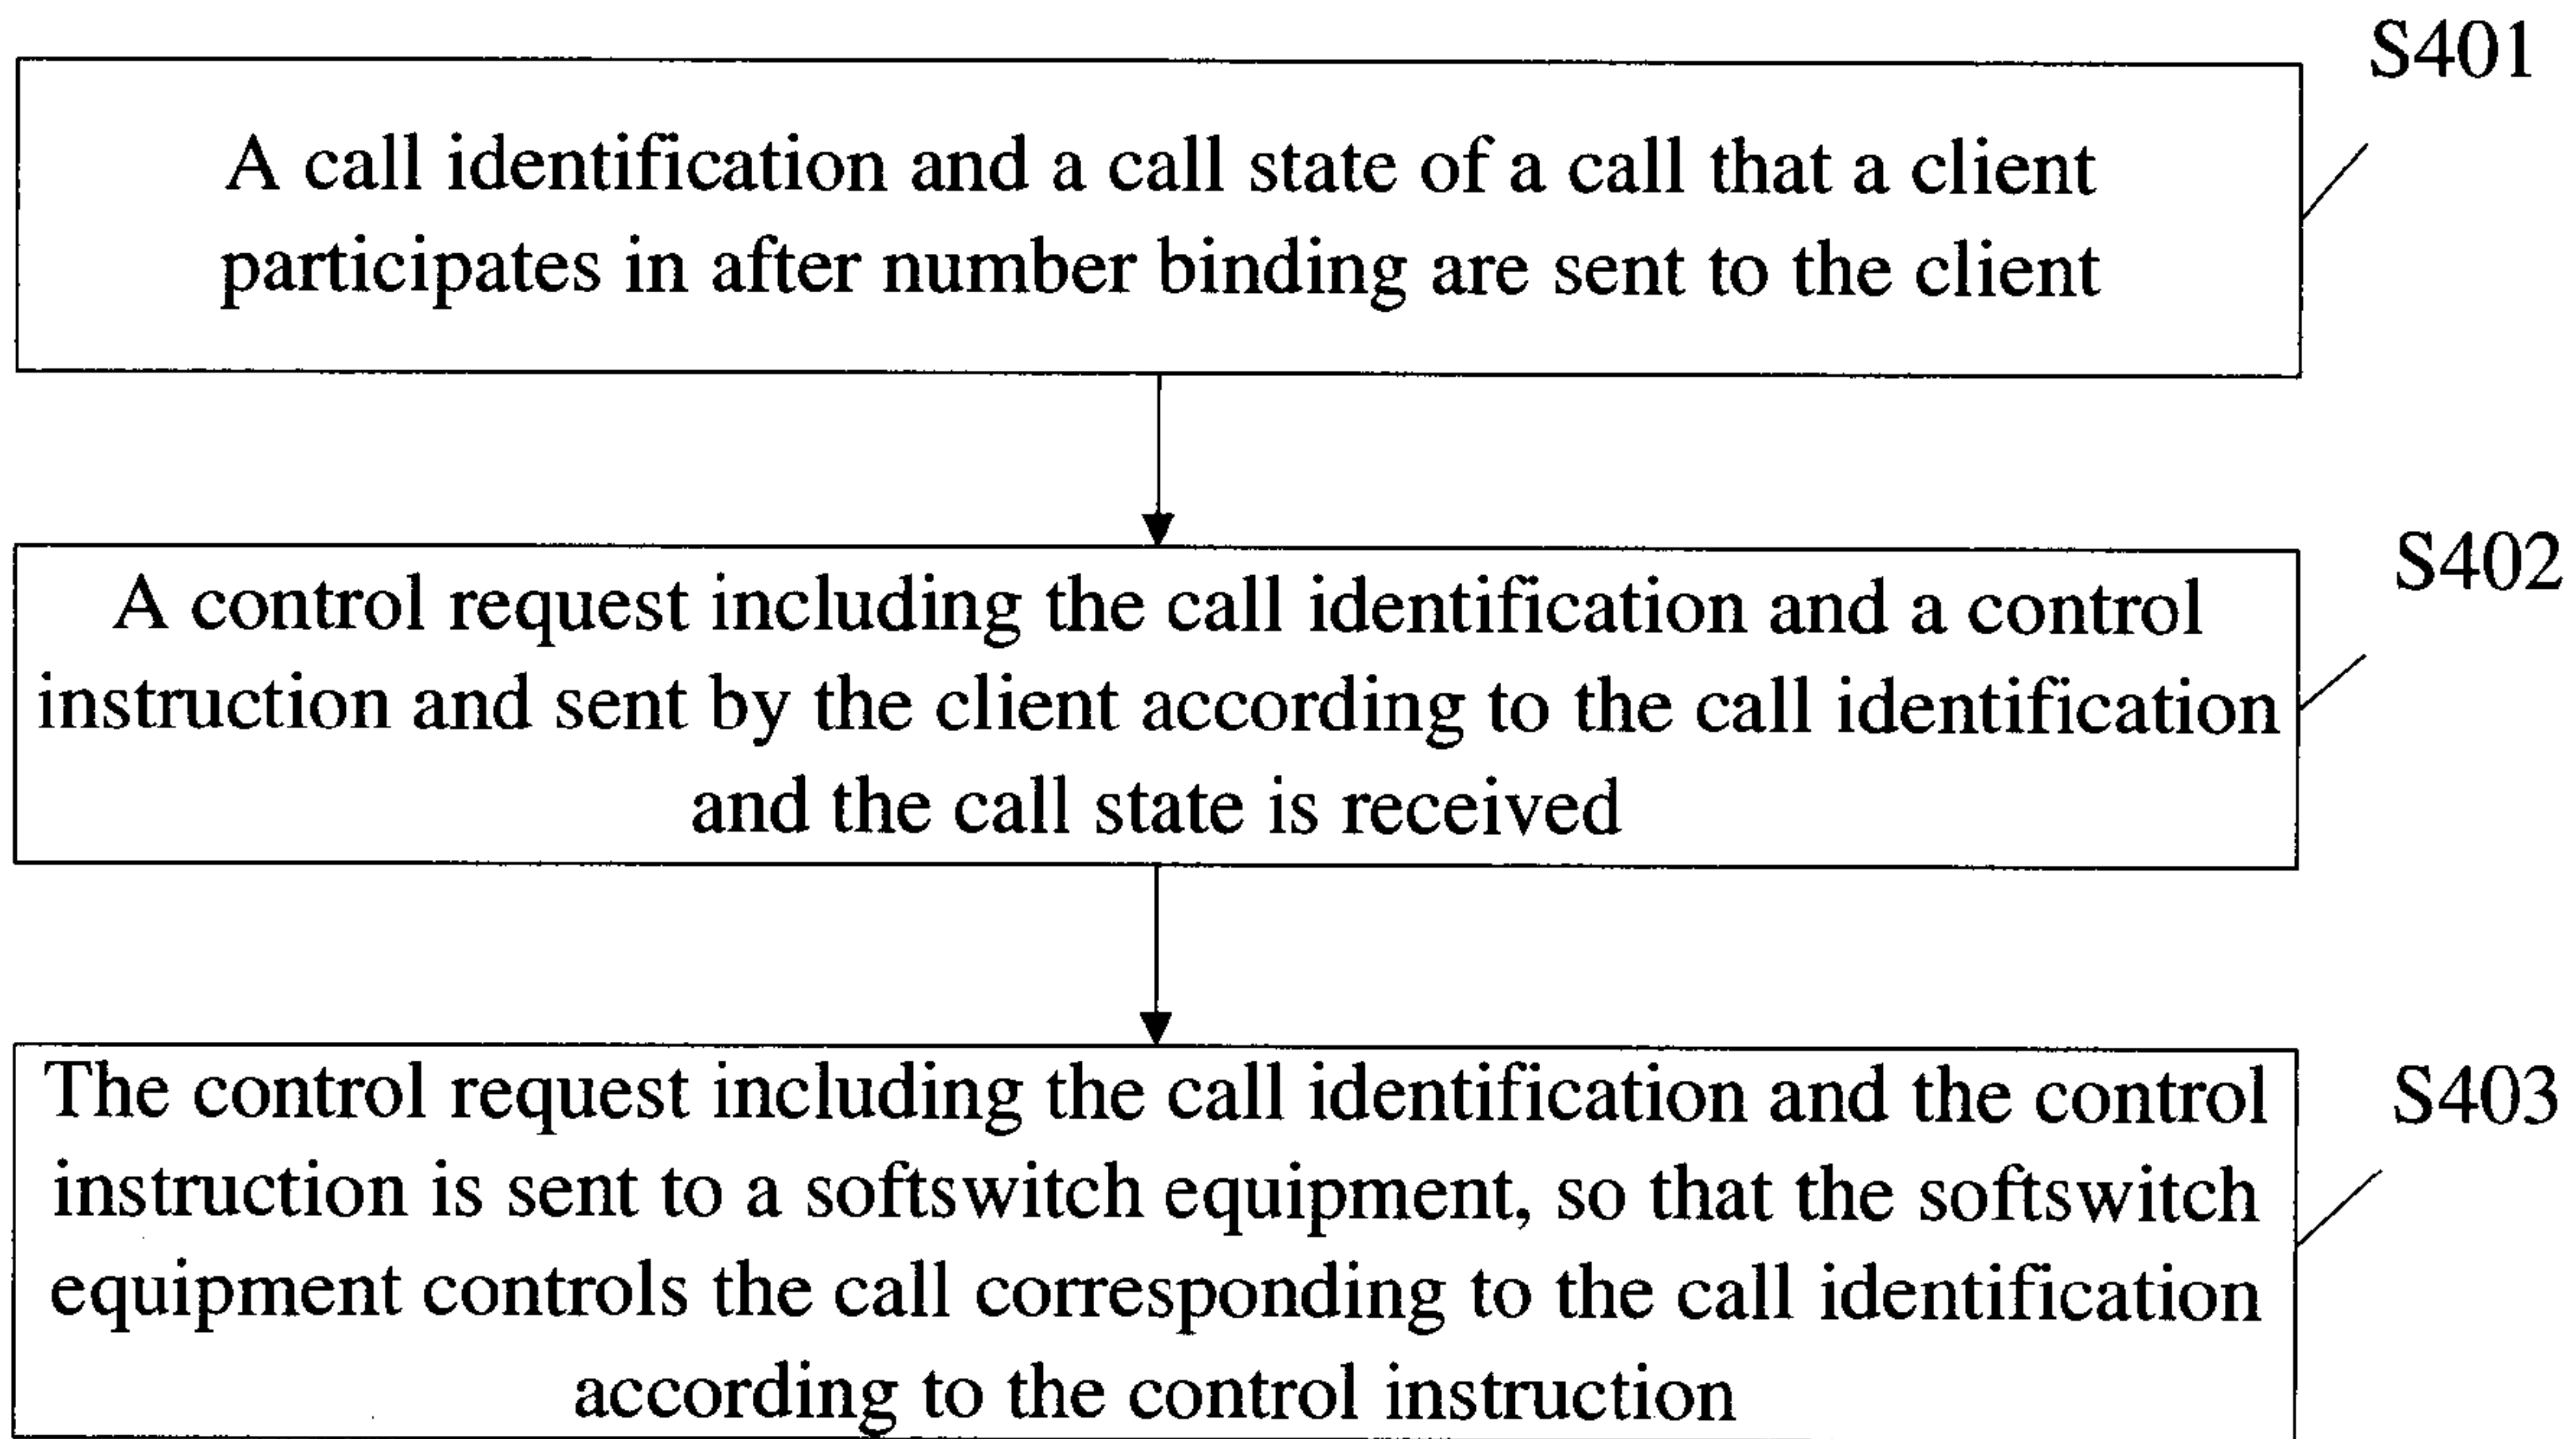 S401
A call identification and a call state of a call that a client
participates in after number binding are sent to the client
S402
A control request including the call identification and a control
instruction and sent by the client according to the call identification
and the call state is received
S403
The control request including the call identification and the control
instruction is sent to a softswitch equipment, so that the softswitch
equipment controls the call corresponding to the call identification
according to the control instruction